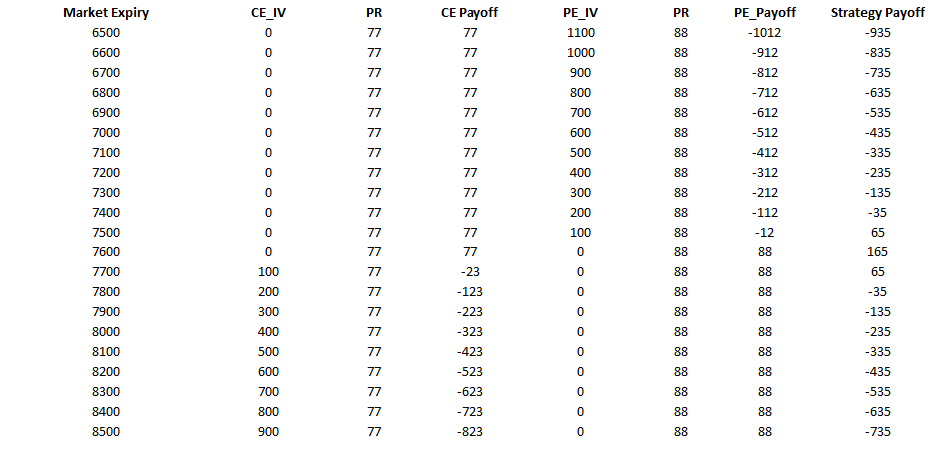 Market Expiry CE_IV PR CE Payoff PE_IV PR PE_Payoff Strategy Payoff
6500 0 77 77 1100 88 -1012 -935
6600 0 77 77 1000 88 -912 -835
6700 0 77 77 900 88 -812 -735
6800 0 77 77 800 88 -712 -635
6900 0 77 77 700 88 -612 -535
7000 0 77 77 600 88 -512 -435
7100 0 77 77 500 88 -412 -335
7200 0 77 77 400 88 -312 -235
7300 0 77 77 300 88 -212 -135
7400 0 77 77 200 88 -112 -35
7500 0 77 77 100 88 -12 65
7600 0 77 77 0 88 88 165
7700 100 77 -23 0 88 88 65
7800 200 77 -123 0 88 88 -35
7900 300 77 -223 0 88 88 -135
8000 400 77 -323 0 88 88 -235
8100 500 77 -423 0 88 88 -335
8200 600 77 -523 0 88 88 -435
8300 700 77 -623 0 88 88 -535
8400 800 77 -723 0 88 88 -635
8500 900 77 -823 0 88 88 -735